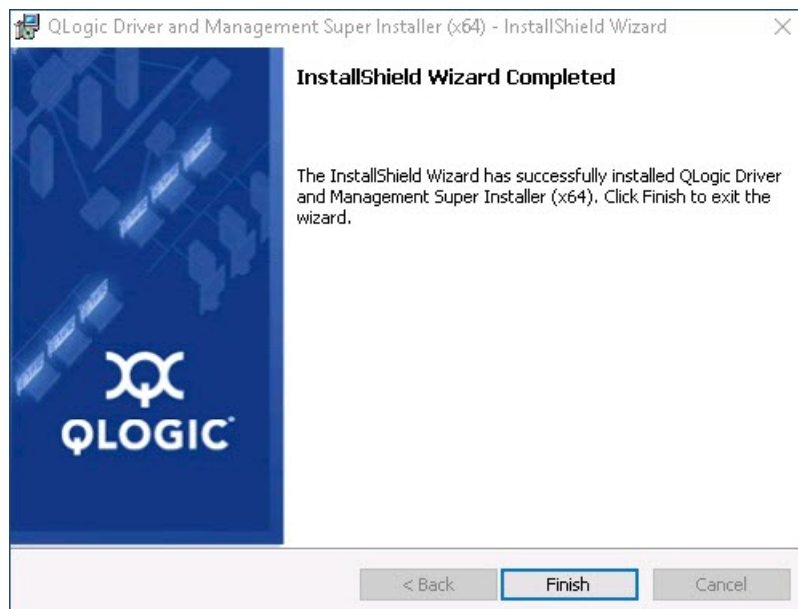 QLogic Driver and Management Super Installer (x64) - InstallShield Wizard
InstallShield Wizard Completed
The InstallShield Wizard has successfully installed QLogic Driver
and Management Super Installer (x64). Click Finish to exit the
wizard.
QLOGIC
< Back
Finish
Cancel